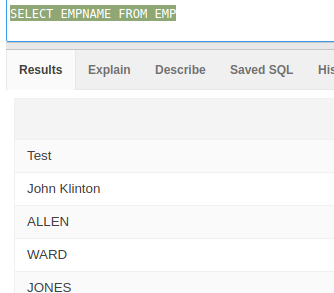 SELECT EMPNAME FROM EMP
Results Explain Describe Saved SQL
Test
John Klinton
ALLEN
WARD
JONES